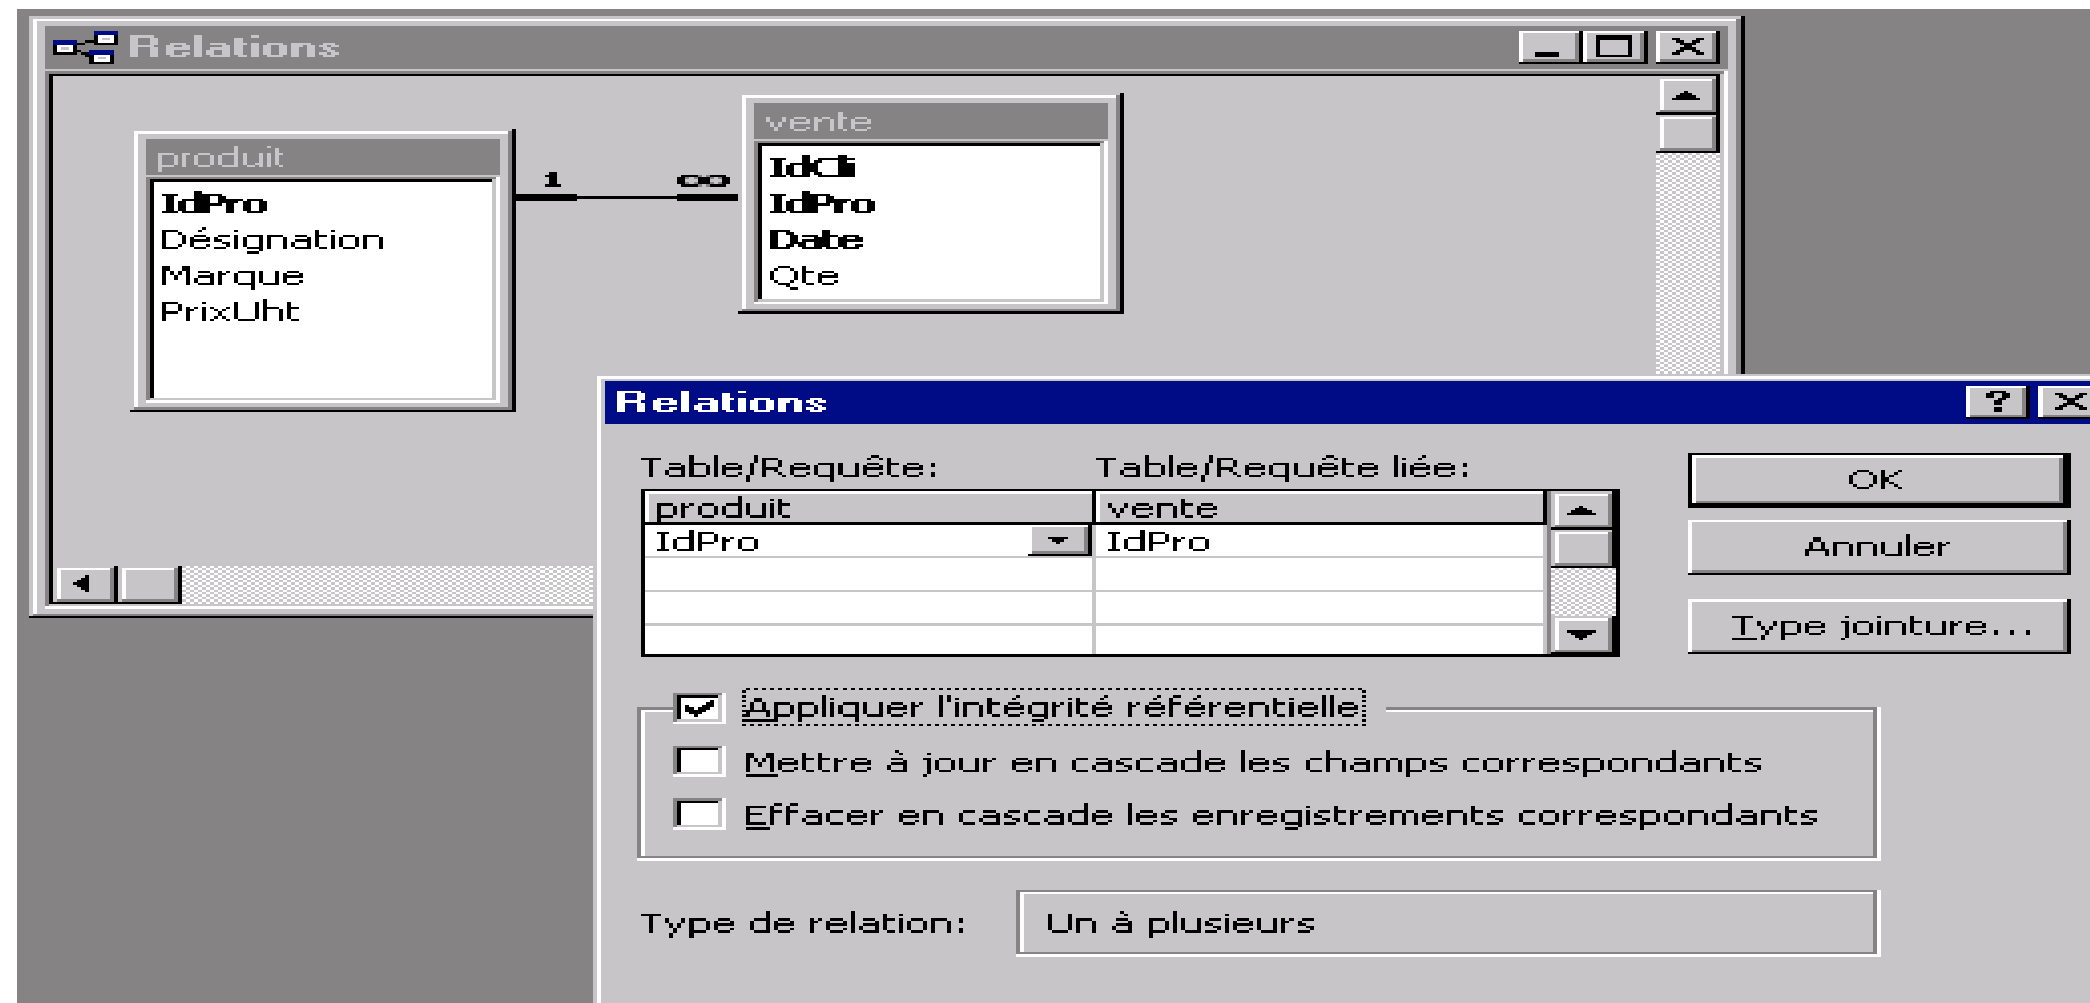 Relations
produit
IdPro
Désignation
Marque
PrixUht
1 ∞
vente
IdCli
IdPro
Date
Qte
Relations
?
Table/Requête: Table/Requête liée:
produit vente
IdPro IdPro
OK
Annuler
Type jointure...
Appliquer l'intégrité référentielle
Mettre à jour en cascade les champs correspondants
Effacer en cascade les enregistrements correspondants
Type de relation: Un à plusieurs